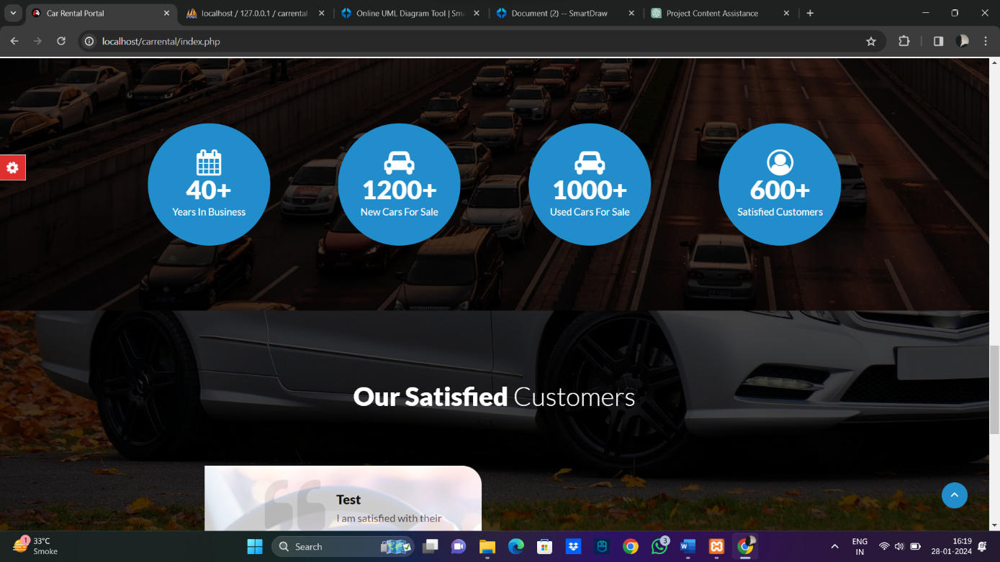 Car Rental Portal
localhost / 127.0.0.1 / carrental
Online UML Diagram Tool | Sma
Document (2) -- SmartDraw
Project Content Assistance
localhost/carrental/index.php
40+
Years In Business
1200+
New Cars For Sale
1000+
Used Cars For Sale
600+
Satisfied Customers
Our Satisfied Customers
Test
I am satisfied with their
1
33°C
Smoke
Search
3
W
ENG
IN
16:19
28-01-2024